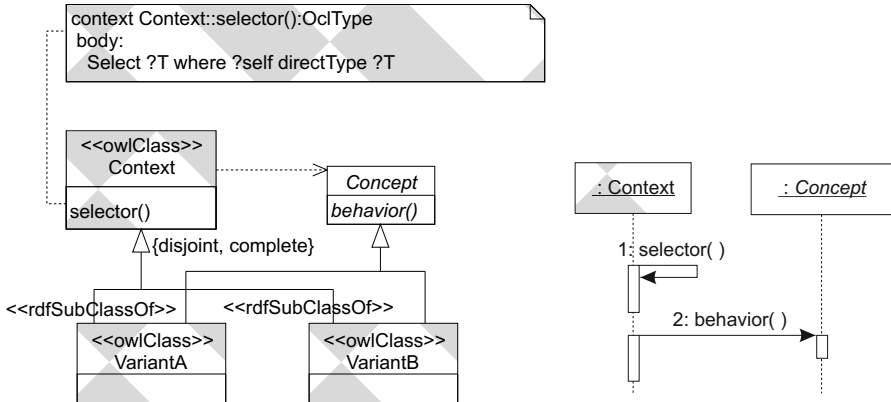 context Context::selector():OclType
body:
Select ?T where ?self directType ?T
<<owlClass>>
Context
selector()
Concept
behavior()
{disjoint, complete}
<<rdfSubClassOf>>
<<rdfSubClassOf>>
<<owlClass>>
VariantA
<<owlClass>>
VariantB
: Context
: Concept
1: selector( )
2: behavior( )